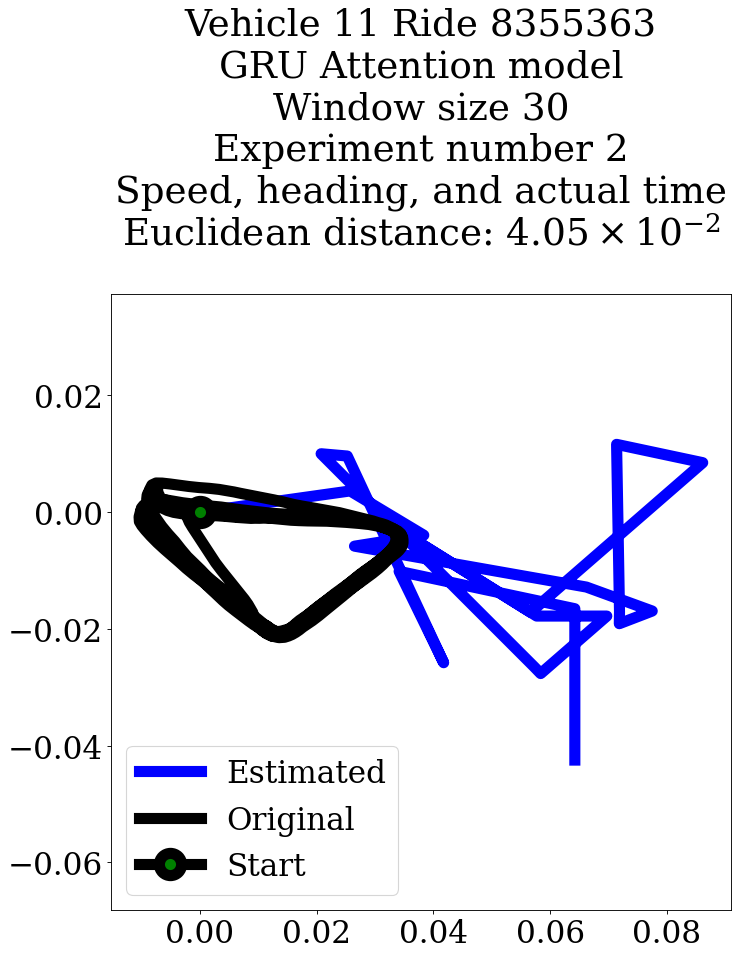 Vehicle 11 Ride 8355363
GRU Attention model
Window size 30
Experiment number 2
Speed, heading, and actual time
Euclidean distance: 4.05 × 10⁻²
0.02
0.00
−0.02
−0.04
−0.06
Estimated
Original
Start
0.00 0.02 0.04 0.06 0.08